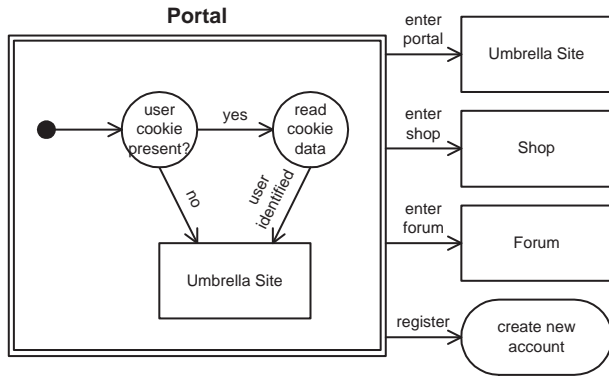 Portal
user
cookie
present?
yes
read
cookie
data
no
user
identified
Umbrella Site
enter
portal
Umbrella Site
enter
shop
Shop
enter
forum
Forum
register
create new
account